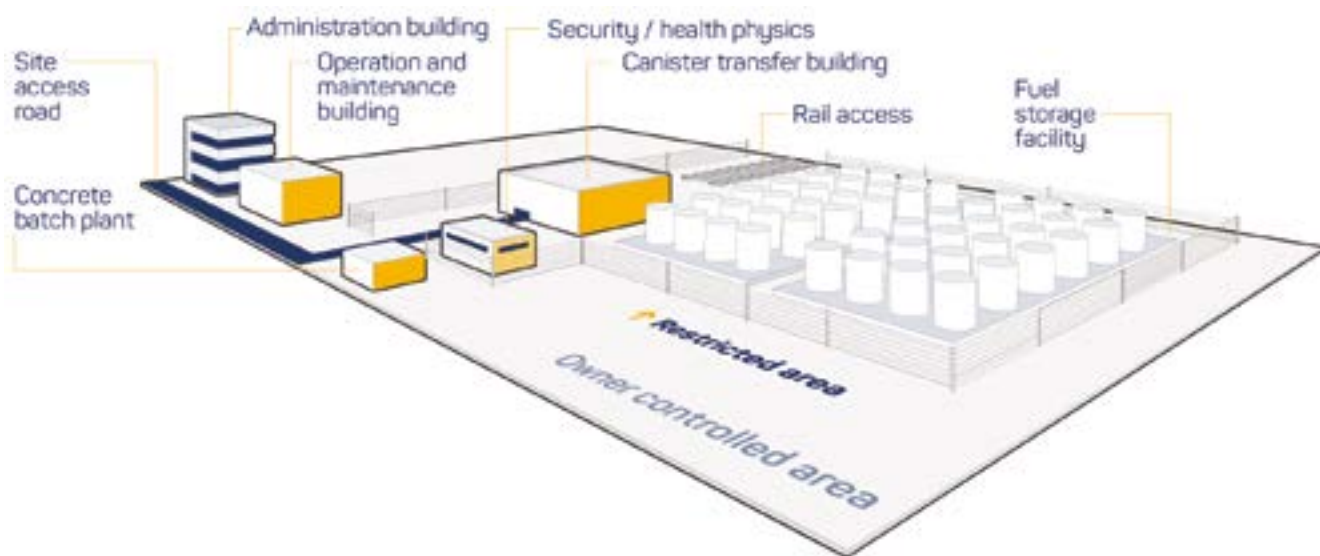 Administration building
Security / health physics
Site
access
road
Operation and
maintenance
building
Canister transfer building
Rail access
Fuel
storage
facility
Concrete
batch plant
Restricted area
Owner controlled area